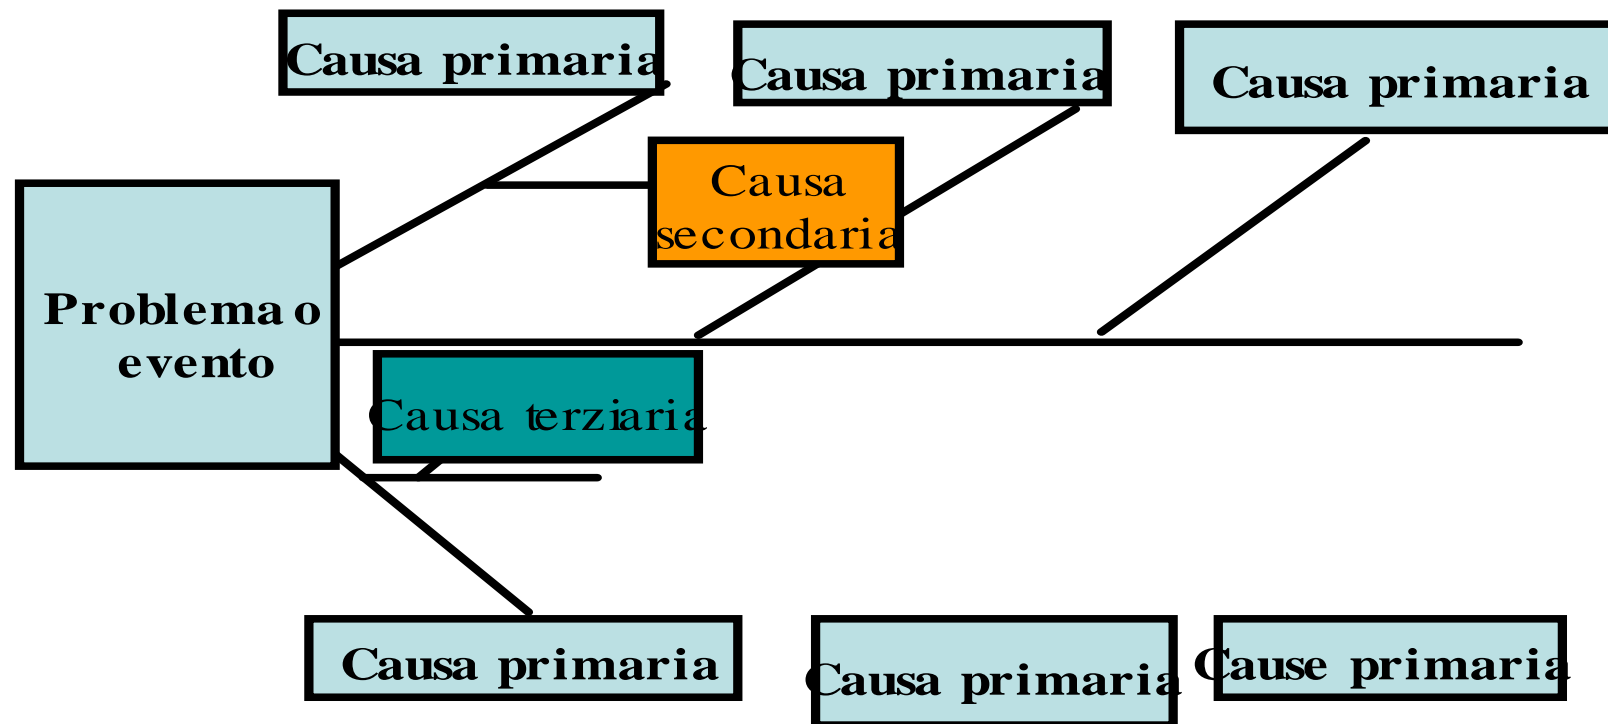 Causa primaria
Causa primaria
Causa primaria
Causa
secondaria
Problema o
evento
Causa terziaria
Causa primaria
Causa primaria
Cause primaria